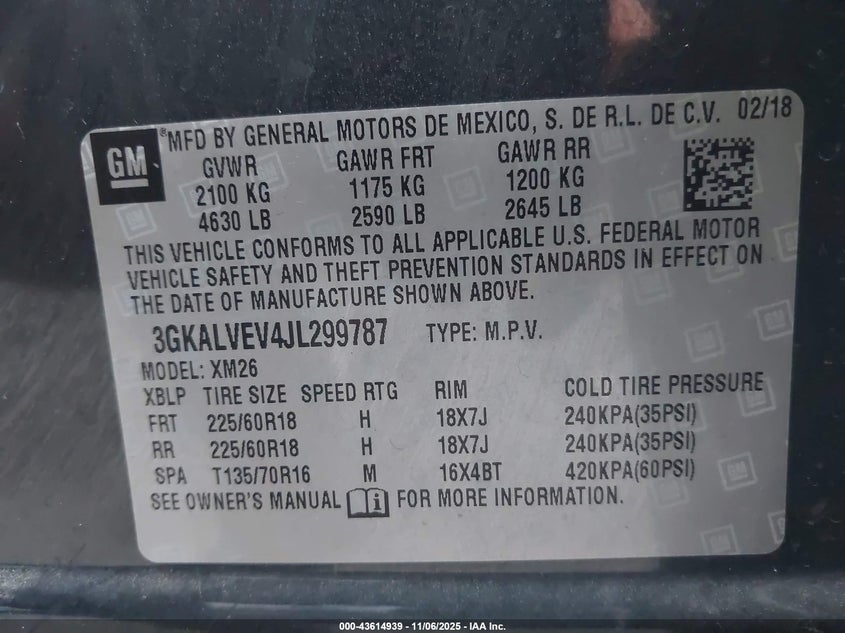 GM
®MFD BY GENERAL MOTORS DE MEXICO, S. DE R.L. DE C.V. 02/18
GVWR GAWR FRT GAWR RR
2100 KG 1175 KG 1200 KG
4630 LB 2590 LB 2645 LB
THIS VEHICLE CONFORMS TO ALL APPLICABLE U.S. FEDERAL MOTOR
VEHICLE SAFETY AND THEFT PREVENTION STANDARDS IN EFFECT ON
THE DATE OF MANUFACTURE SHOWN ABOVE.
3GKALVEV4JL299787 TYPE: M.P.V.
MODEL: XM26
XBLP TIRE SIZE SPEED RTG RIM COLD TIRE PRESSURE
FRT 225/60R18 H 18X7J 240KPA(35PSI)
RR 225/60R18 H 18X7J 240KPA(35PSI)
SPA T135/70R16 M 16X4BT 420KPA(60PSI)
SEE OWNER'S MANUAL i FOR MORE INFORMATION.
000-43614939 - 11/06/2025 - IAA Inc.